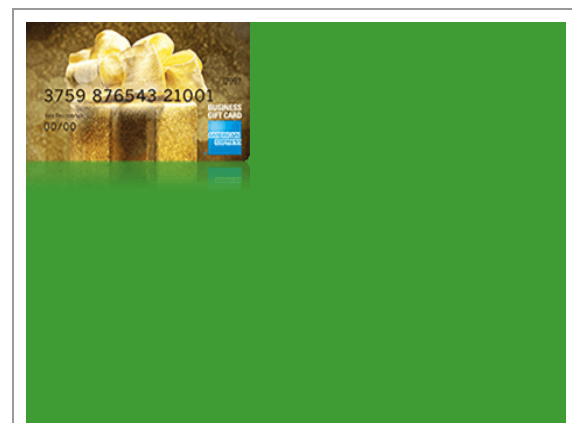 3759 876543 21001
BUSINESS
GIFT CARD
00/00
AMERICAN
EXPRESS